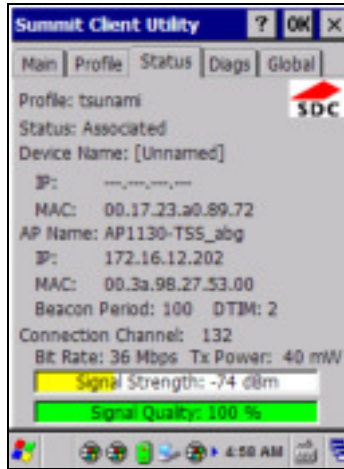 Summit Client Utility ? OK ×
Main Profile Status Diags Global
Profile: tsunami
SDC
Status: Associated
Device Name: [Unnamed]
IP: ---.---.---.---
MAC: 00.17.23.a0.89.72
AP Name: AP1130-TSS_abg
IP: 172.16.12.202
MAC: 00.3a.98.27.53.00
Beacon Period: 100 DTIM: 2
Connection Channel: 132
Bit Rate: 36 Mbps Tx Power: 40 mW
Signal Strength: -74 dBm
Signal Quality: 100 %
4:58 AM